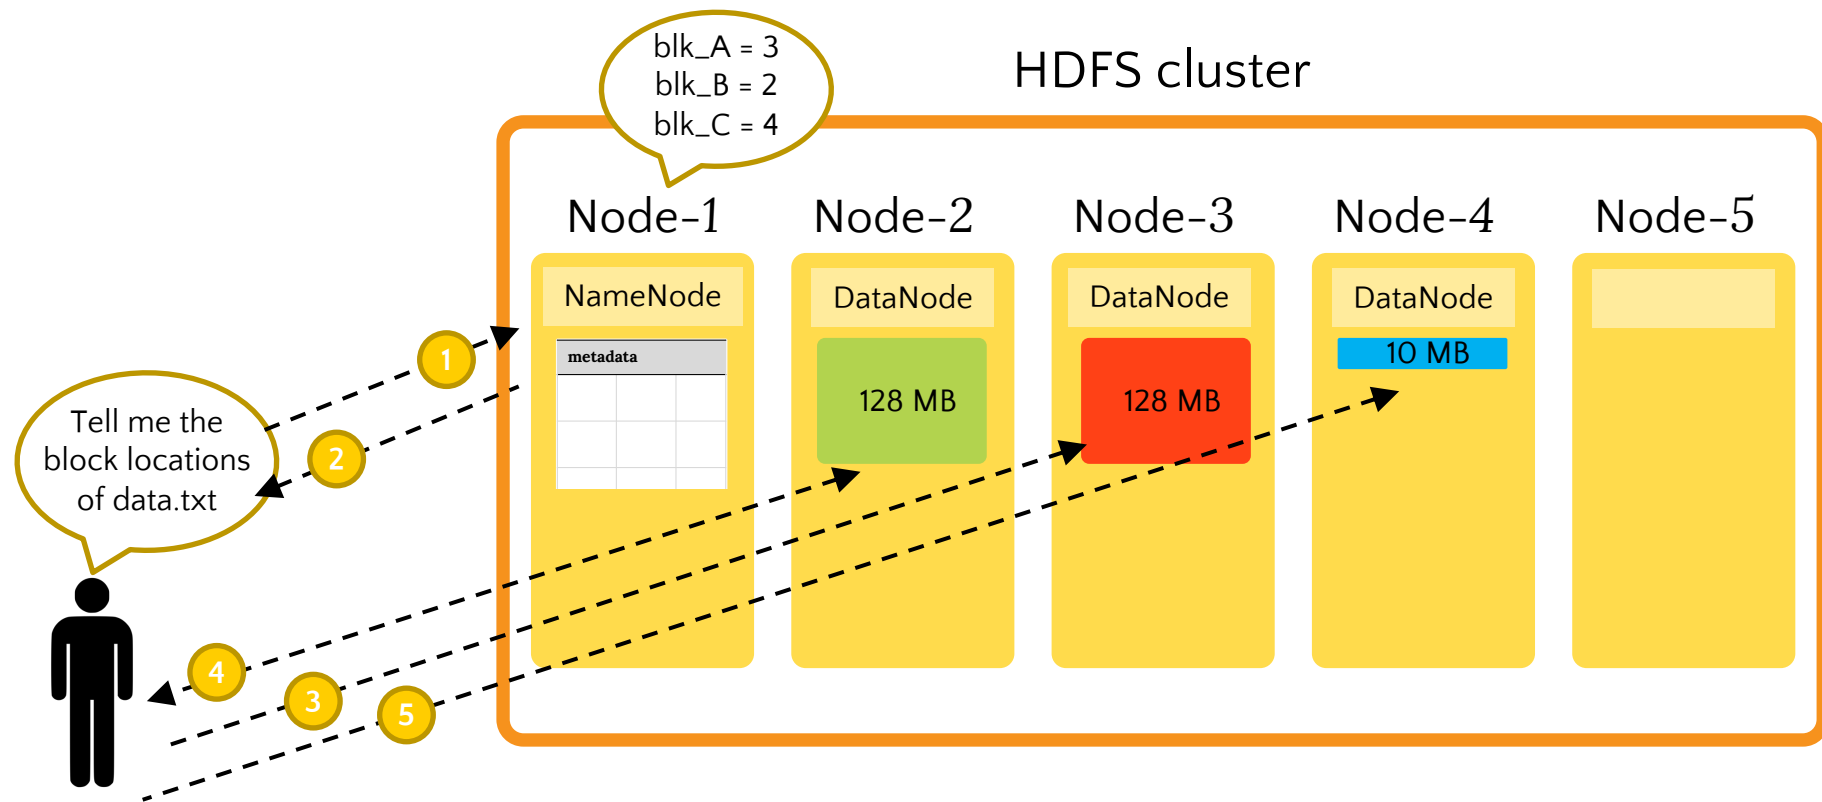 blk_A = 3
blk_B = 2
blk_C = 4
HDFS cluster
Node-1
Node-2
Node-3
Node-4
Node-5
NameNode
DataNode
DataNode
DataNode
metadata
128 MB
128 MB
10 MB
1
2
Tell me the
block locations
of data.txt
4
3
5